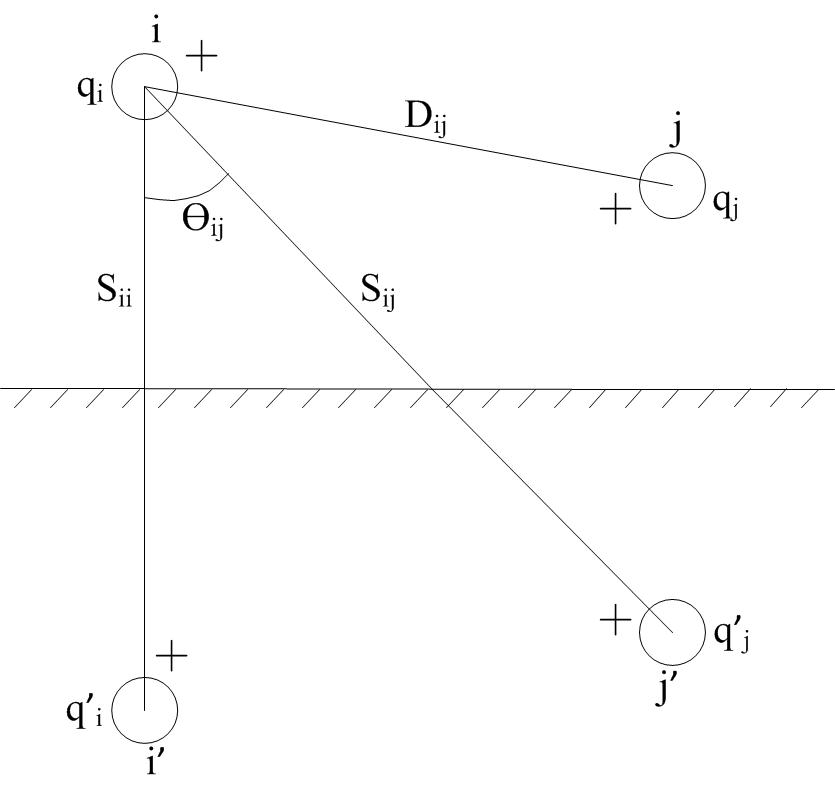 i
+
qᵢ
Dᵢⱼ
j
+
qⱼ
Θᵢⱼ
Sᵢᵢ
Sᵢⱼ
+
q′ⱼ
j′
+
q′ᵢ
i′